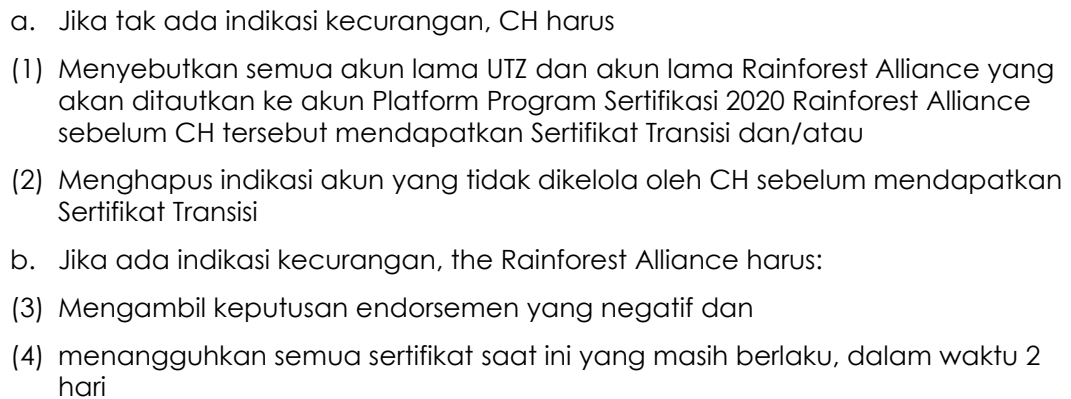 a. Jika tak ada indikasi kecurangan, CH harus
(1) Menyebutkan semua akun lama UTZ dan akun lama Rainforest Alliance yang
akan ditautkan ke akun Platform Program Sertifikasi 2020 Rainforest Alliance
sebelum CH tersebut mendapatkan Sertifikat Transisi dan/atau
(2) Menghapus indikasi akun yang tidak dikelola oleh CH sebelum mendapatkan
Sertifikat Transisi
b. Jika ada indikasi kecurangan, the Rainforest Alliance harus:
(3) Mengambil keputusan endorsemen yang negatif dan
(4) menangguhkan semua sertifikat saat ini yang masih berlaku, dalam waktu 2
hari